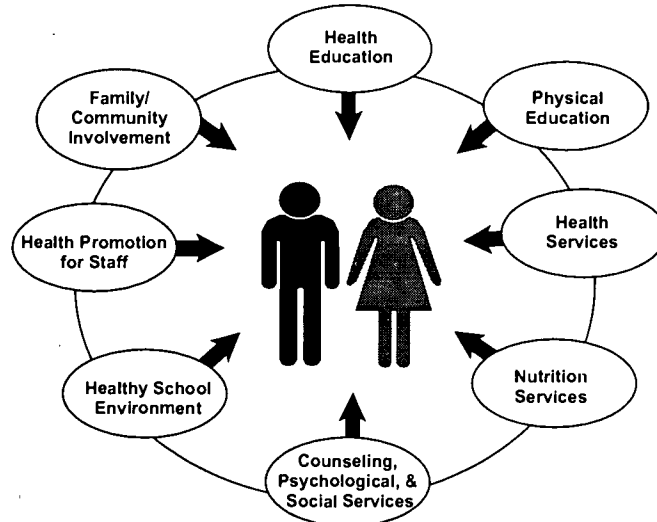 Health
Education
Family/
Community
Involvement
Physical
Education
Health Promotion
for Staff
Health
Services
Healthy School
Environment
Nutrition
Services
Counseling,
Psychological, &
Social Services